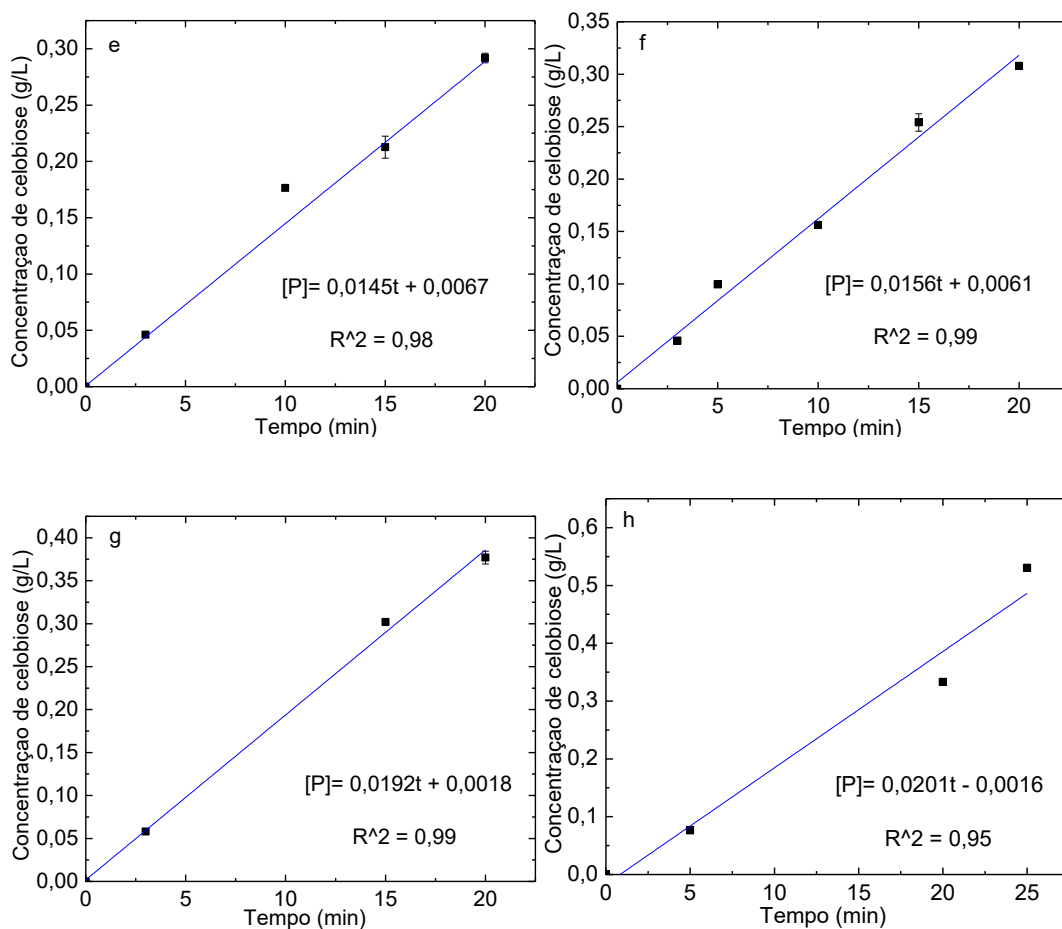 e
0,30
0,25
0,20
0,15
0,10
0,05
0,00
0 5 10 15 20
Concentraçao de celobiose (g/L)
Tempo (min)
[P]= 0,0145t + 0,0067
R^2 = 0,98
f
0,35
0,30
0,25
0,20
0,15
0,10
0,05
0,00
0 5 10 15 20
Concentraçao de celobiose (g/L)
Tempo (min)
[P]= 0,0156t + 0,0061
R^2 = 0,99
g
0,40
0,35
0,30
0,25
0,20
0,15
0,10
0,05
0,00
0 5 10 15 20
Concentraçao de celobiose (g/L)
Tempo (min)
[P]= 0,0192t + 0,0018
R^2 = 0,99
h
0,6
0,5
0,4
0,3
0,2
0,1
0,0
0 5 10 15 20 25
Concentraçao de celobiose (g/L)
Tempo (min)
[P]= 0,0201t - 0,0016
R^2 = 0,95